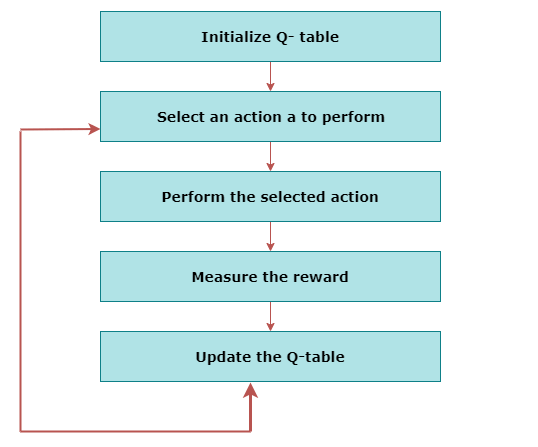 Initialize Q- table
Select an action a to perform
Perform the selected action
Measure the reward
Update the Q-table